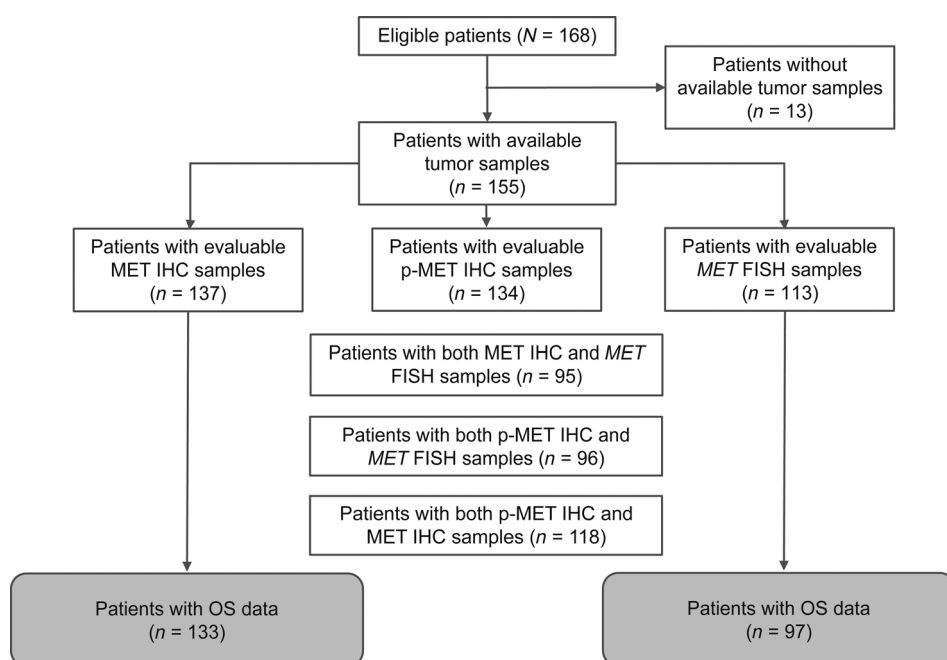 Eligible patients (N = 168)
Patients without
available tumor samples
(n = 13)
Patients with available
tumor samples
(n = 155)
Patients with evaluable
MET IHC samples
(n = 137)
Patients with evaluable
p-MET IHC samples
(n = 134)
Patients with evaluable
MET FISH samples
(n = 113)
Patients with both MET IHC and MET
FISH samples (n = 95)
Patients with both p-MET IHC and
MET FISH samples (n = 96)
Patients with both p-MET IHC and
MET IHC samples (n = 118)
Patients with OS data
(n = 133)
Patients with OS data
(n = 97)